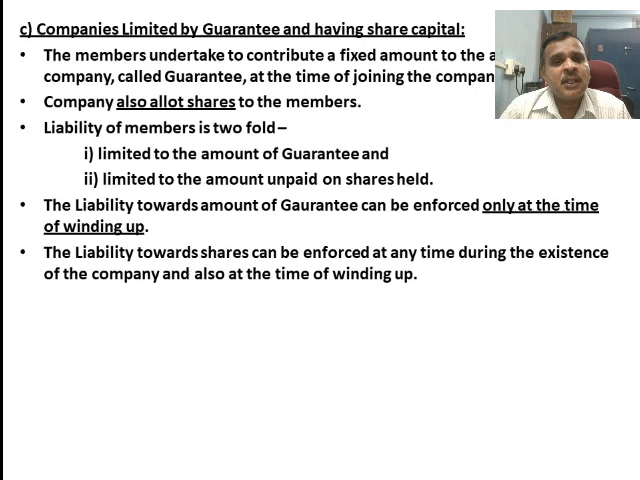 c) Companies Limited by Guarantee and having share capital:
• The members undertake to contribute a fixed amount to the
company, called Guarantee, at the time of joining the
• Company also allot shares to the members.
• Liability of members is two fold –
i) limited to the amount of Guarantee and
ii) limited to the amount unpaid on shares held.
• The Liability towards amount of Gaurantee can be enforced only at the time
of winding up.
• The Liability towards shares can be enforced at any time during the existence
of the company and also at the time of winding up.